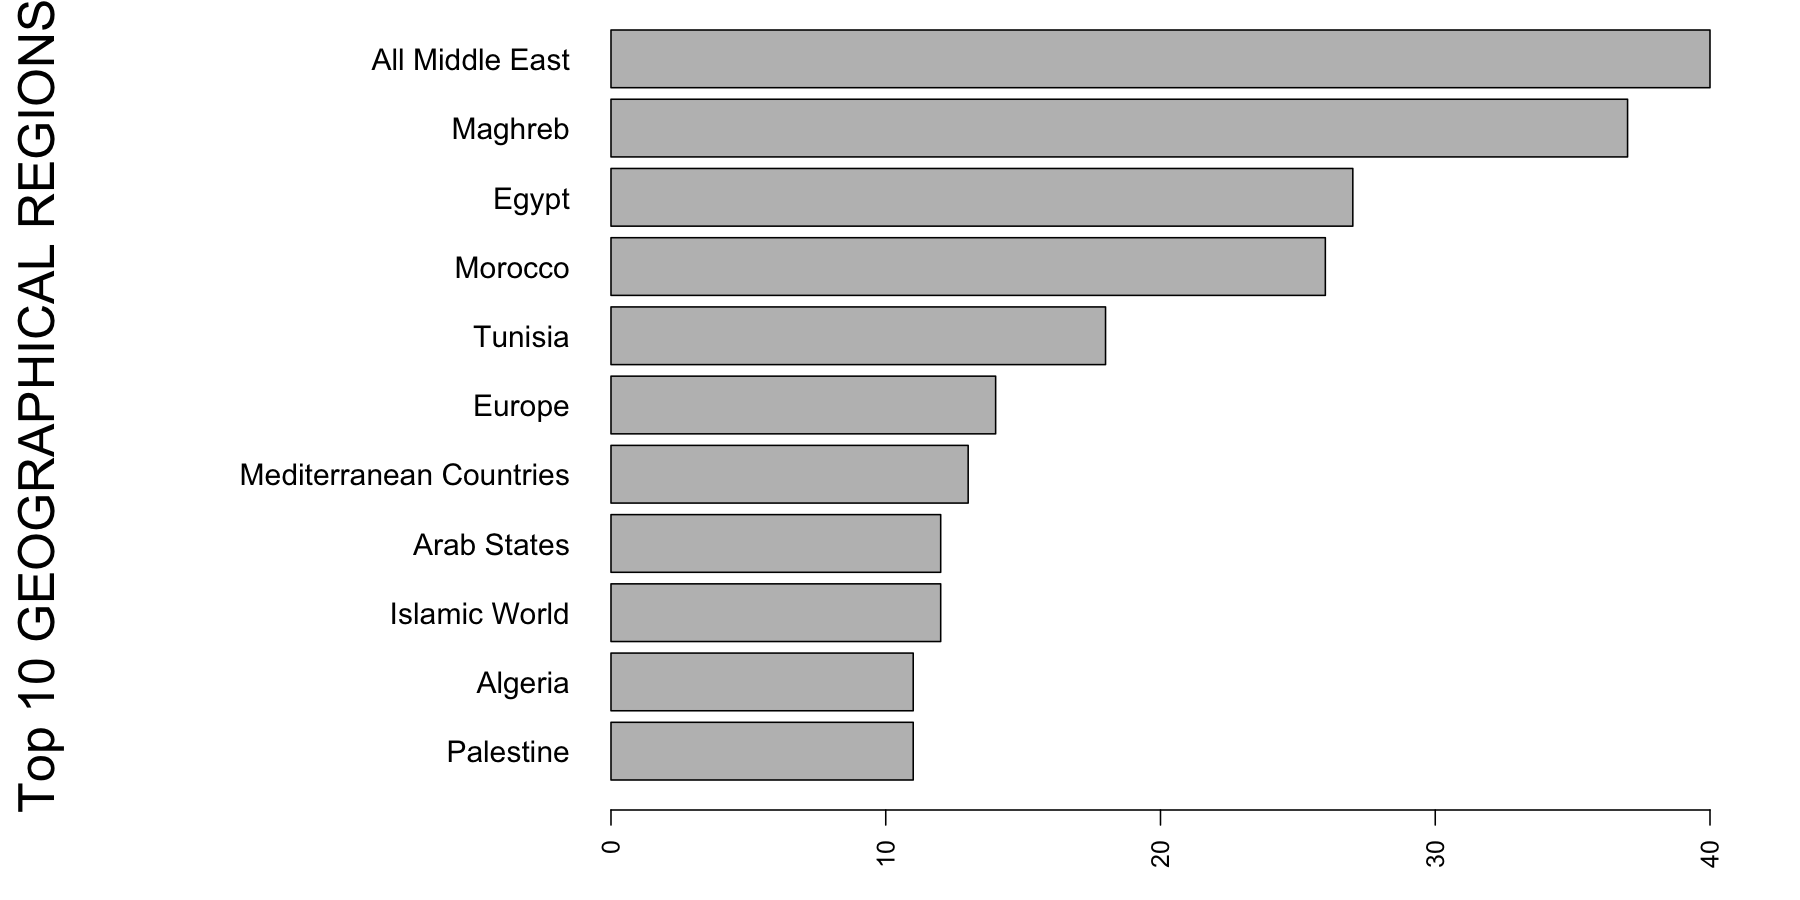 Top 10 GEOGRAPHICAL REGIONS
All Middle East
Maghreb
Egypt
Morocco
Tunisia
Europe
Mediterranean Countries
Arab States
Islamic World
Algeria
Palestine
0 10 20 30 40